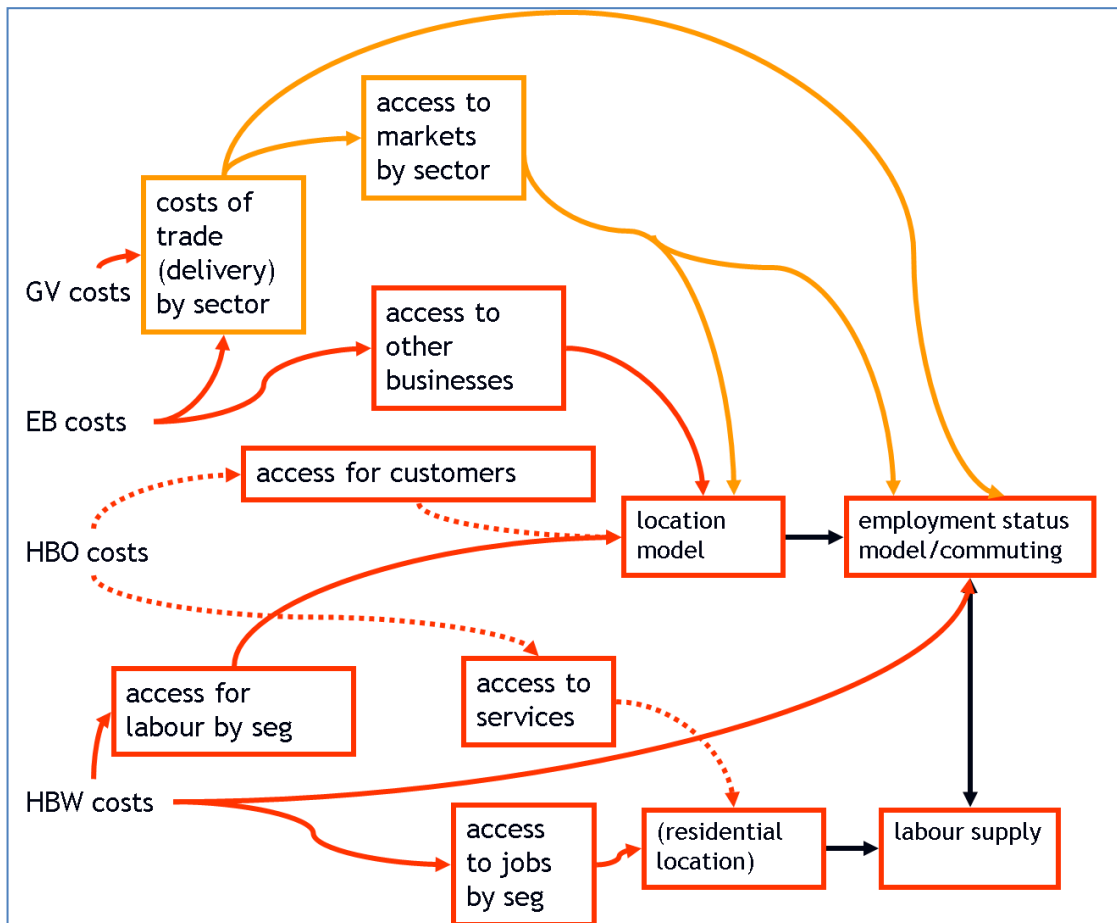 access to
markets
by sector
costs of
trade
(delivery)
by sector
GV costs
access to
other
businesses
EB costs
access for customers
location
model
employment status
model/commuting
HBO costs
access for
labour by seg
access to
services
HBW costs
access
to jobs
by seg
(residential
location)
labour supply